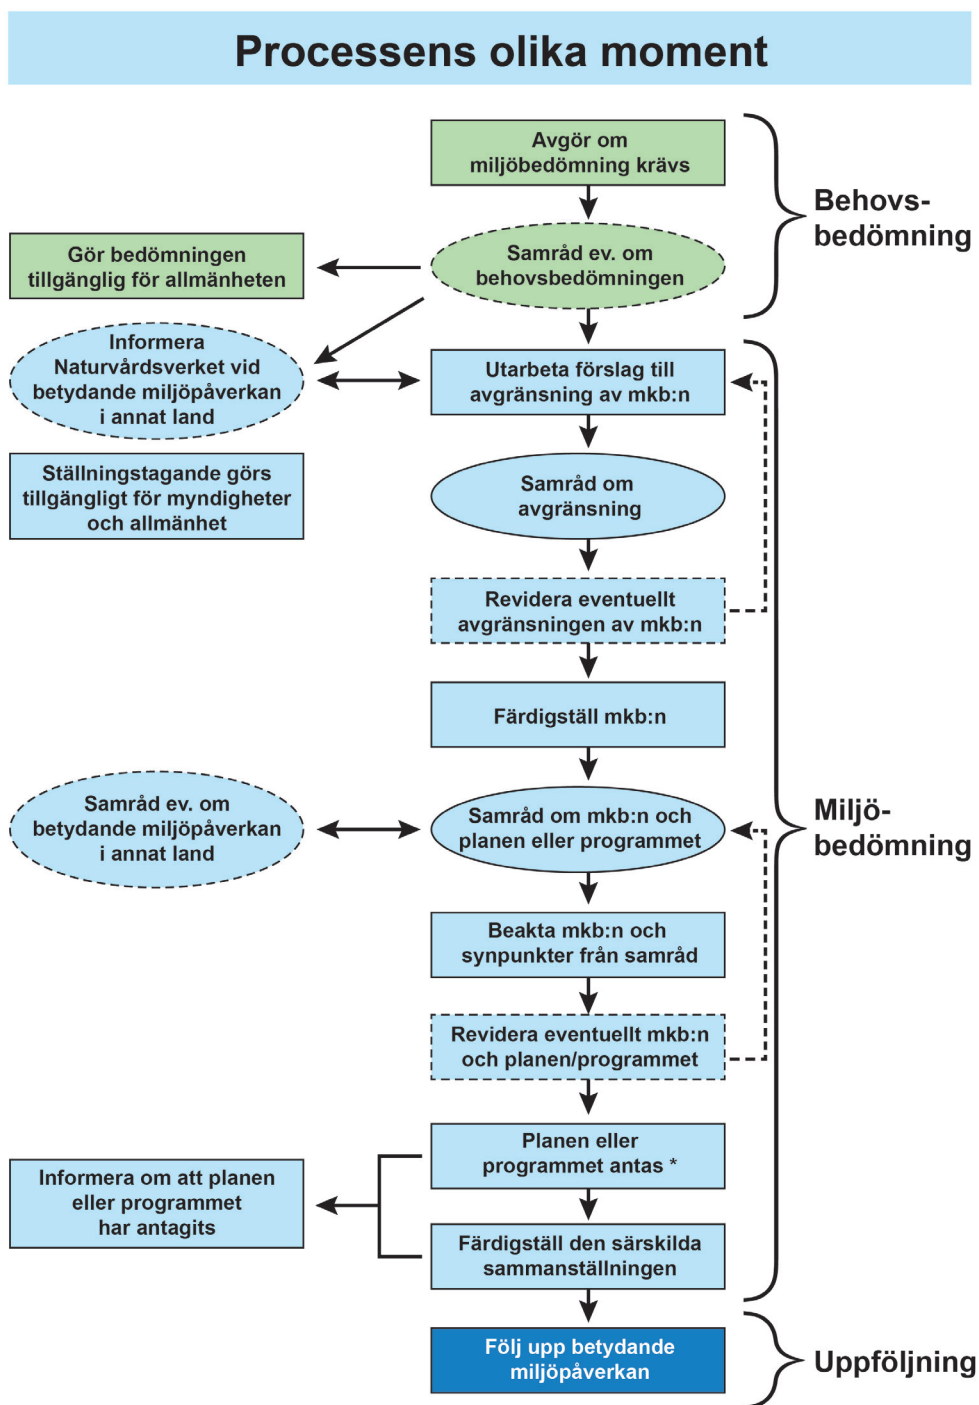 Processens olika moment
Avgör om
miljöbedömning krävs
Behovs-
bedömning
Samråd ev. om
behovsbedömningen
Gör bedömningen
tillgänglig för allmänheten
Informera
Naturvårdsverket vid
betydande miljöpåverkan
i annat land
Utarbeta förslag till
avgränsning av mkb:n
Ställningstagande görs
tillgängligt för myndigheter
och allmänhet
Samråd om
avgränsning
Revidera eventuellt
avgränsningen av mkb:n
Färdigställ mkb:n
Samråd ev. om
betydande miljöpåverkan
i annat land
Samråd om mkb:n och
planen eller programmet
Miljö-
bedömning
Beakta mkb:n och
synpunkter från samråd
Revidera eventuellt mkb:n
och planen/programmet
Planen eller
programmet antas *
Informera om att planen
eller programmet
har antagits
Färdigställ den särskilda
sammanställningen
Följ upp betydande
miljöpåverkan
Uppföljning